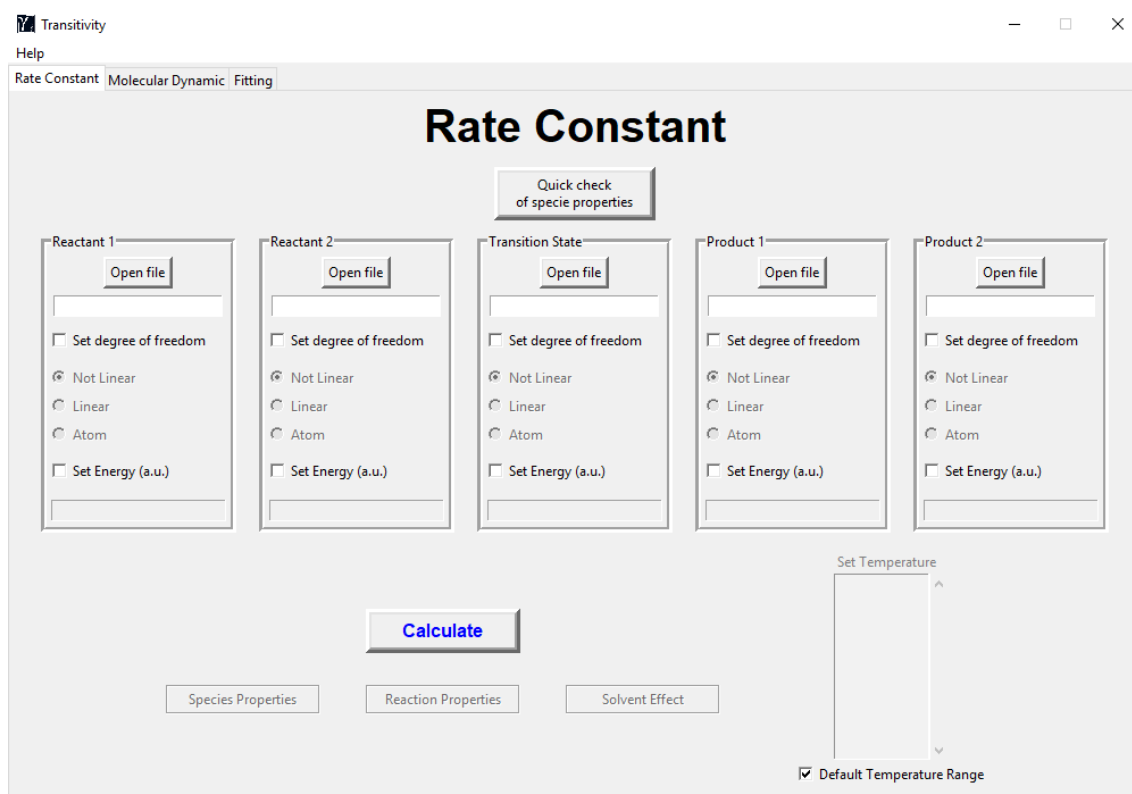 Transitivity
Help
Rate Constant Molecular Dynamic Fitting
Rate Constant
Quick check
of specie properties
Reactant 1 Reactant 2 Transition State Product 1 Product 2
Open file Open file Open file Open file Open file
Set degree of freedom Set degree of freedom Set degree of freedom Set degree of freedom Set degree of freedom
Not Linear Not Linear Not Linear Not Linear Not Linear
Linear Linear Linear Linear Linear
Atom Atom Atom Atom Atom
Set Energy (a.u.) Set Energy (a.u.) Set Energy (a.u.) Set Energy (a.u.) Set Energy (a.u.)
Set Temperature
Calculate
Species Properties Reaction Properties Solvent Effect
Default Temperature Range